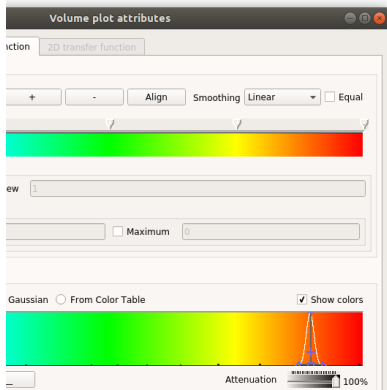 Volume plot attributes
nction 2D transfer function
+ - Align Smoothing Linear Equal
ew 1
Maximum 0
Gaussian From Color Table Show colors
Attenuation 100%